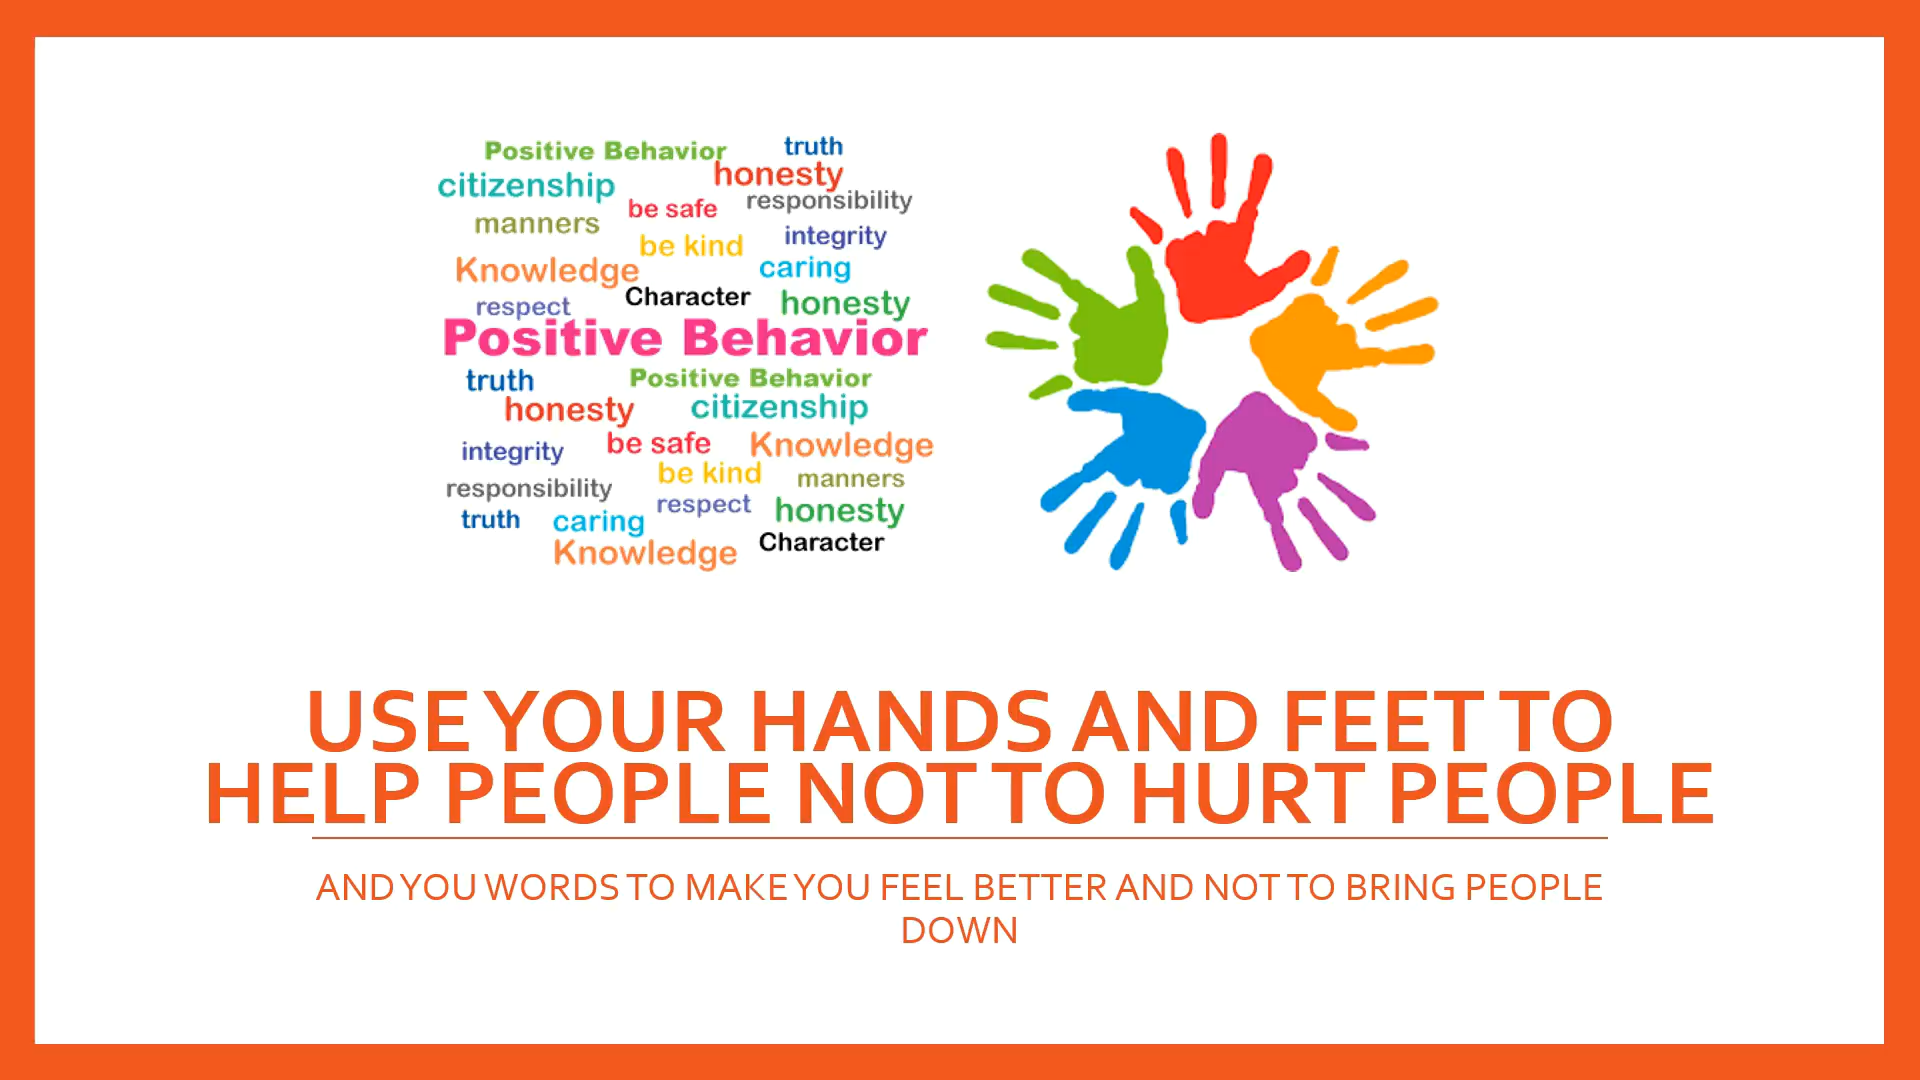 Positive Behavior truth
citizenship honesty
manners be safe responsibility
be kind integrity
Knowledge caring
respect Character honesty
Positive Behavior
truth Positive Behavior
honesty citizenship
integrity be safe Knowledge
responsibility be kind manners
truth caring respect honesty
Knowledge Character
USE YOUR HANDS AND FEET TO
HELP PEOPLE NOT TO HURT PEOPLE
AND YOU WORDS TO MAKE YOU FEEL BETTER AND NOT TO BRING PEOPLE
DOWN